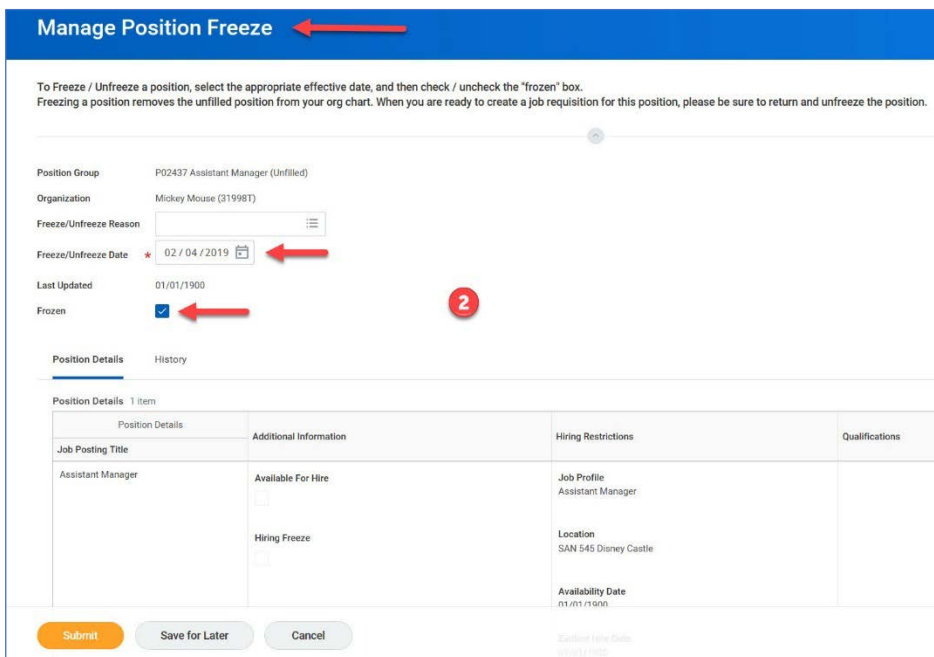 Manage Position Freeze
To Freeze / Unfreeze a position, select the appropriate effective date, and then check / uncheck the "frozen" box.
Freezing a position removes the unfilled position from your org chart. When you are ready to create a job requisition for this position, please be sure to return and unfreeze the position.
Position Group P02437 Assistant Manager (Unfilled)
Organization Mickey Mouse (31998T)
Freeze/Unfreeze Reason
Freeze/Unfreeze Date * 02 / 04 / 2019
Last Updated 01/01/1900
2
Frozen
Position Details History
Position Details 1 item
Position Details Additional Information Hiring Restrictions Qualifications
Job Posting Title
Assistant Manager Available For Hire Job Profile
Assistant Manager
Hiring Freeze Location
SAN 545 Disney Castle
Availability Date
01/01/1900
Submit Save for Later Cancel
Earliest Hire Date
01/01/1900